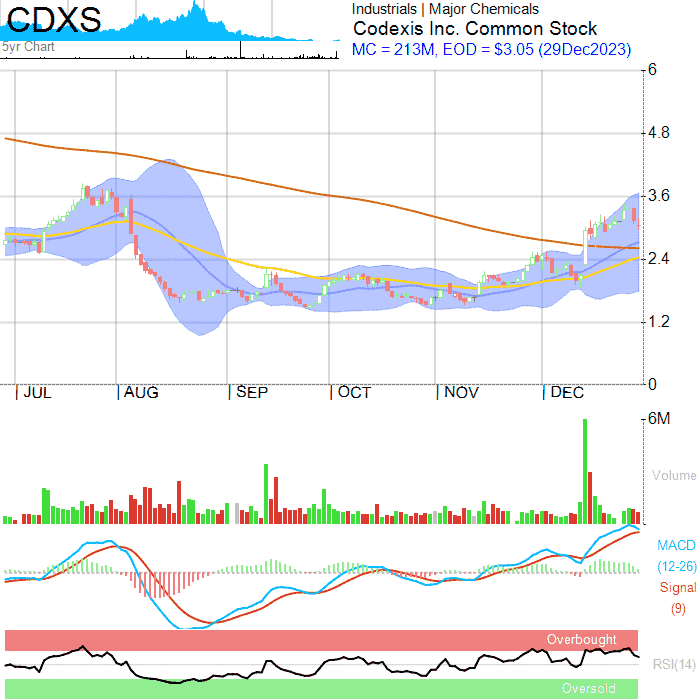 CDXS
Industrials | Major Chemicals
Codexis Inc. Common Stock
5yr Chart
MC = 213M, EOD = $3.05 (29Dec2023)
6
4.8
3.6
2.4
1.2
0
JUL AUG SEP OCT NOV DEC
6M
Volume
MACD
(12-26)
Signal
(9)
Overbought
RSI(14)
Oversold